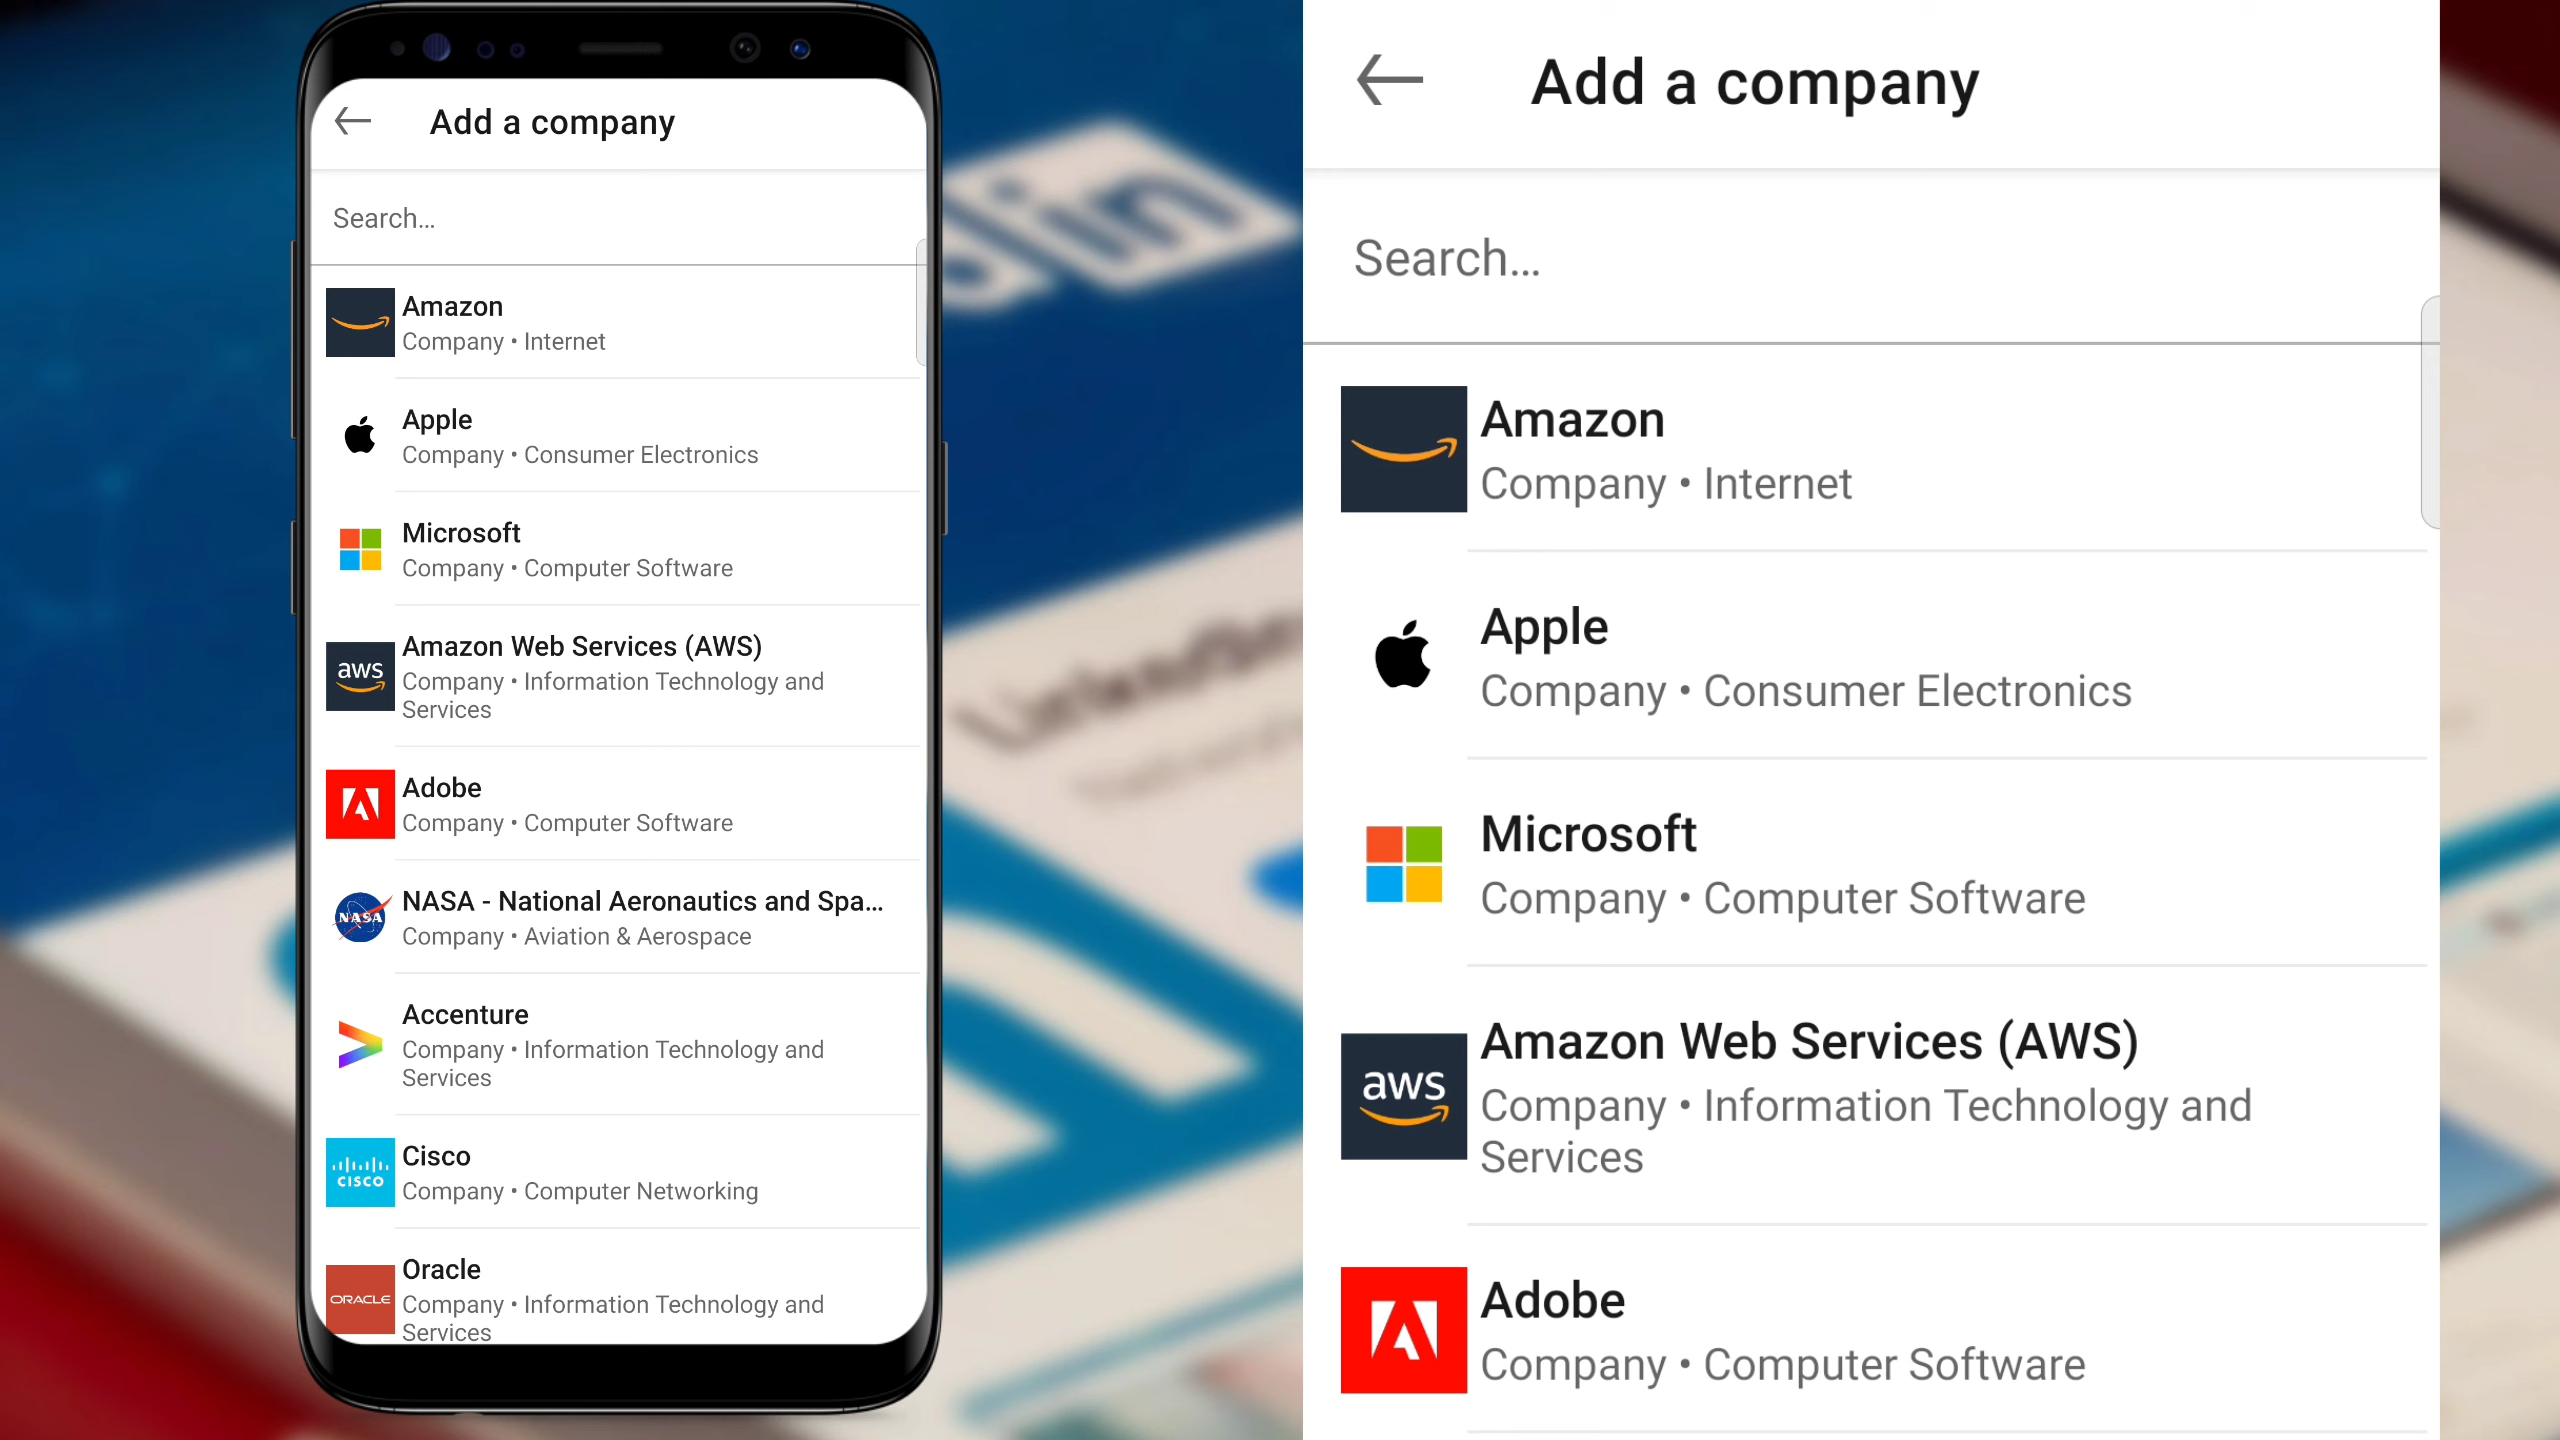 Add a company
Search...
Amazon
Company • Internet
Apple
Company • Consumer Electronics
Microsoft
Company • Computer Software
aws
Amazon Web Services (AWS)
Company • Information Technology and
Services
Adobe
Company • Computer Software
NASA
NASA - National Aeronautics and Spa...
Company • Aviation & Aerospace
Accenture
Company • Information Technology and
Services
CISCO
Cisco
Company • Computer Networking
ORACLE
Oracle
Company • Information Technology and
Services
in
Add a company
Search...
Amazon
Company • Internet
Apple
Company • Consumer Electronics
Microsoft
Company • Computer Software
aws
Amazon Web Services (AWS)
Company • Information Technology and
Services
Adobe
Company • Computer Software